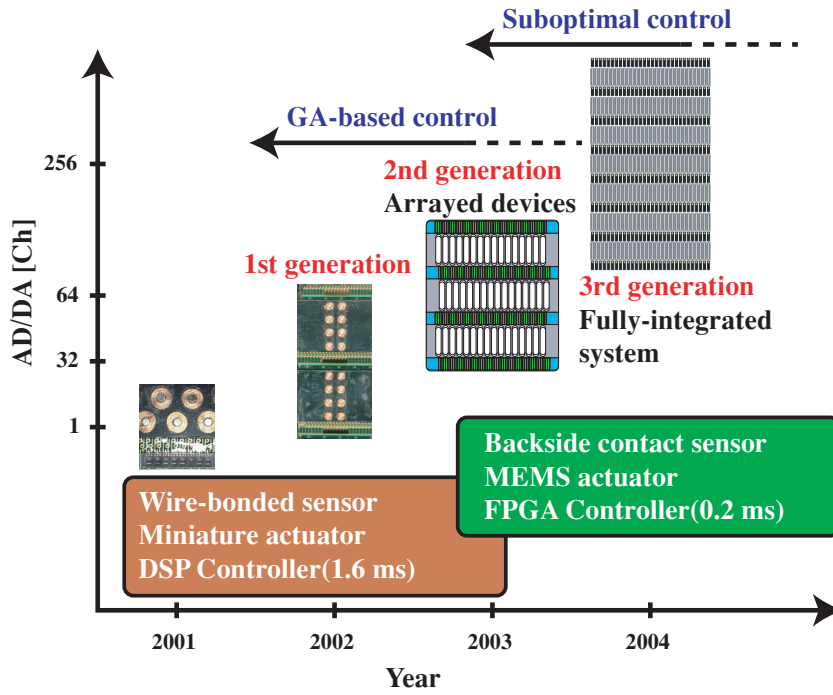 Suboptimal control
GA-based control
256
2nd generation
Arrayed devices
AD/DA [Ch]
1st generation
64
3rd generation
Fully-integrated
system
32
1
Backside contact sensor
MEMS actuator
FPGA Controller(0.2 ms)
Wire-bonded sensor
Miniature actuator
DSP Controller(1.6 ms)
2001
2002
2003
2004
Year